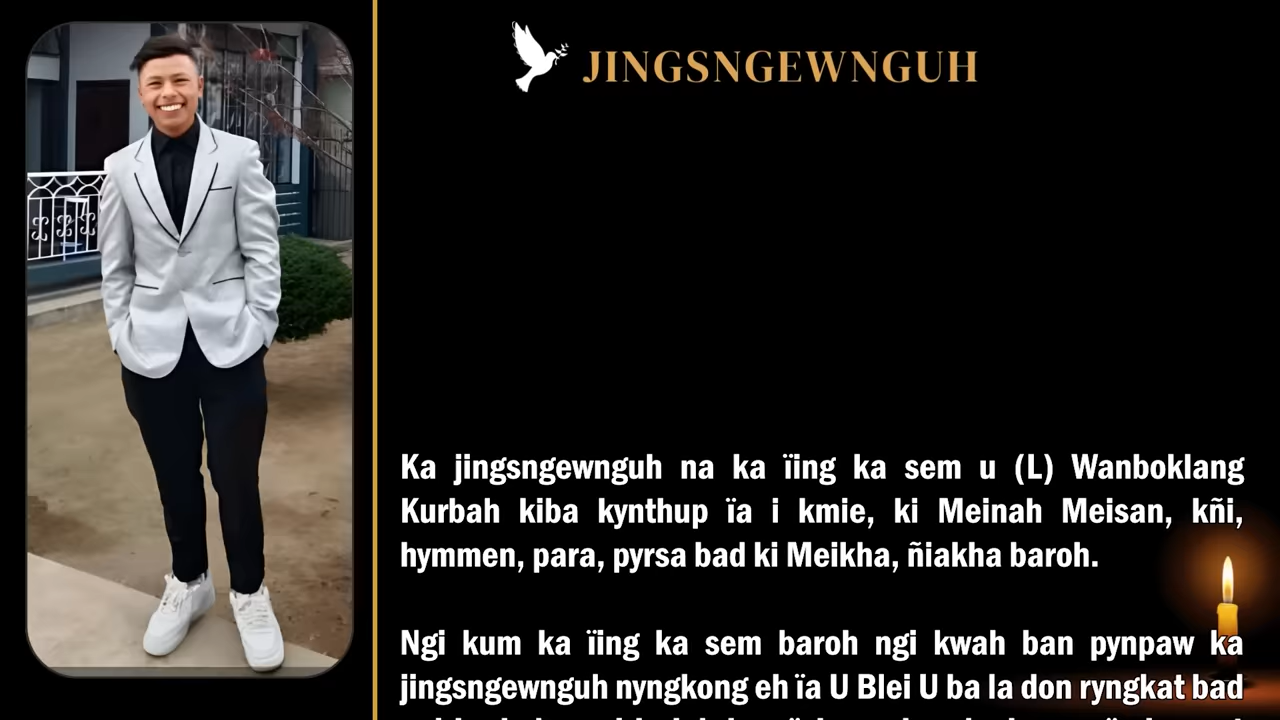 JINGSNGEWNGUH
Ka jingsngewnguh na ka ïing ka sem u (L) Wanboklang
Kurbah kiba kynthup ïa i kmie, ki Meinah Meisan, kñi,
hymmen, para, pyrsa bad ki Meikha, ñiakha baroh.
Ngi kum ka ïing ka sem baroh ngi kwah ban pynpaw ka
jingsngewnguh nyngkong eh ïa U Blei U ba la don ryngkat bad